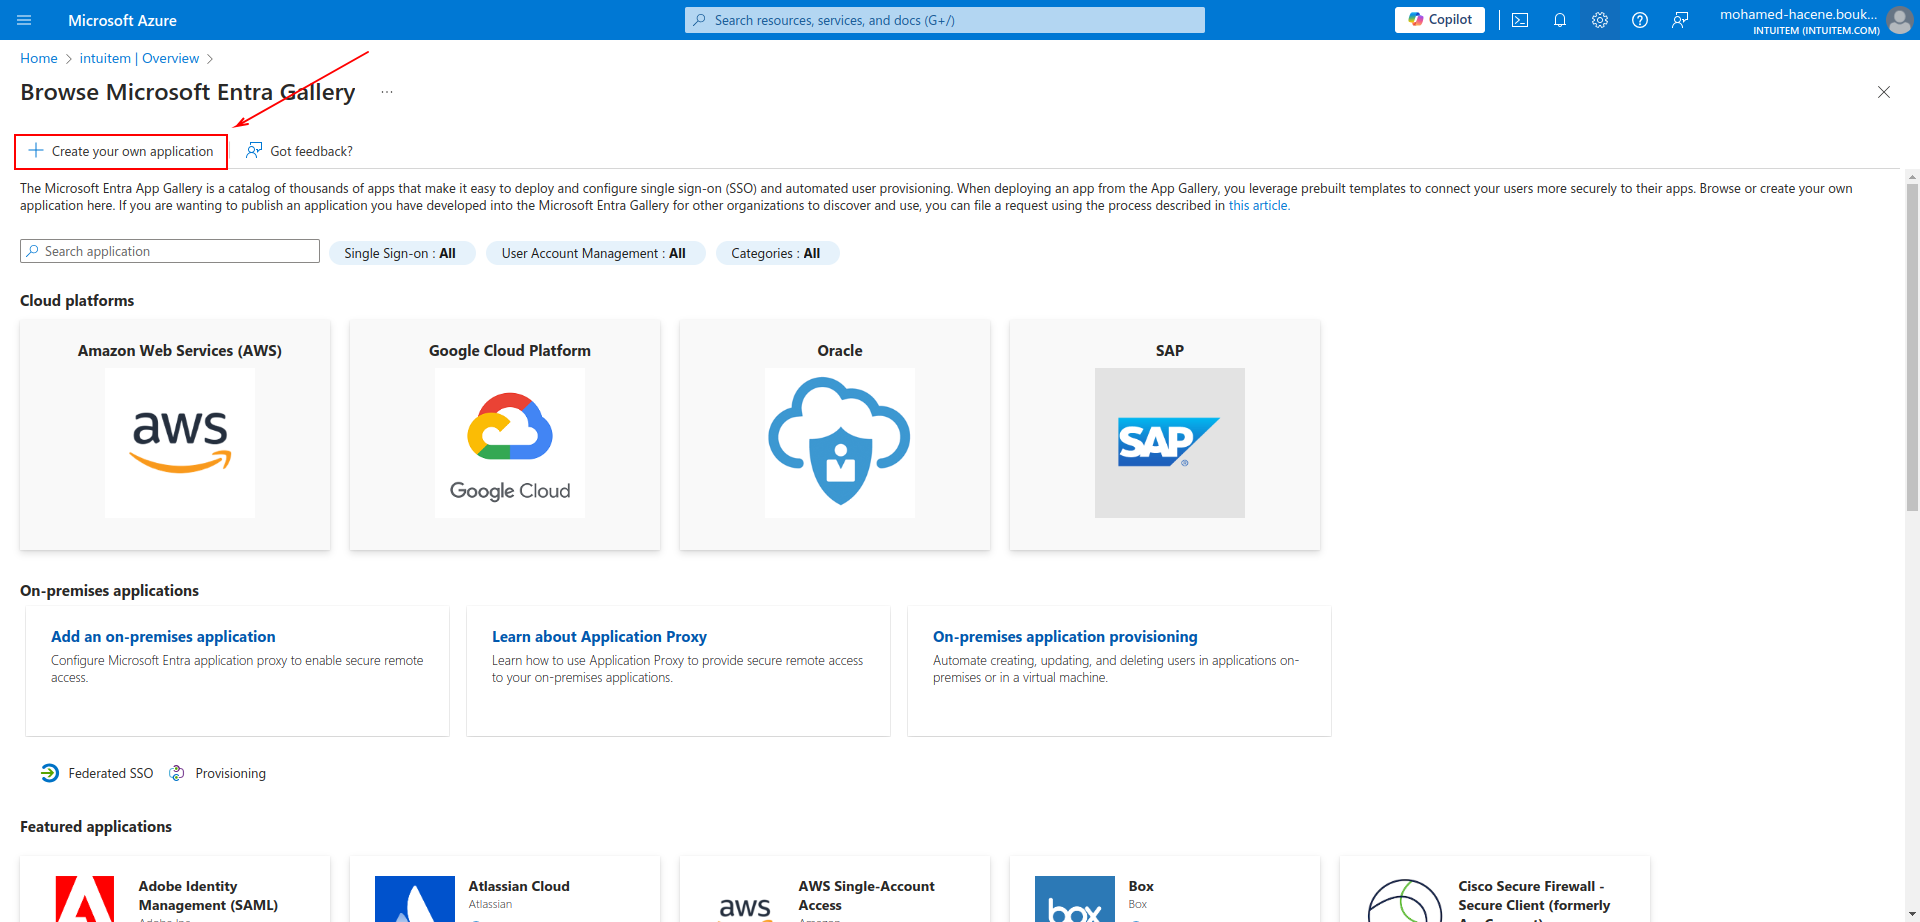 Microsoft Azure
Search resources, services, and docs (G+/)
Copilot
mohamed-hacene.bouk...
INTUITEM (INTUITEM.COM)
Home > intuitem | Overview >
Browse Microsoft Entra Gallery ...
Create your own application
Got feedback?
The Microsoft Entra App Gallery is a catalog of thousands of apps that make it easy to deploy and configure single sign-on (SSO) and automated user provisioning. When deploying an app from the App Gallery, you leverage prebuilt templates to connect your users more securely to their apps. Browse or create your own
application here. If you are wanting to publish an application you have developed into the Microsoft Entra Gallery for other organizations to discover and use, you can file a request using the process described in this article.
Search application
Single Sign-on : All
User Account Management : All
Categories : All
Cloud platforms
Amazon Web Services (AWS)
Google Cloud Platform
Oracle
SAP
aws
Google Cloud
SAP
®
On-premises applications
Add an on-premises application
Configure Microsoft Entra application proxy to enable secure remote
access.
Learn about Application Proxy
Learn how to use Application Proxy to provide secure remote access
to your on-premises applications.
On-premises application provisioning
Automate creating, updating, and deleting users in applications on-
premises or in a virtual machine.
Federated SSO
Provisioning
Featured applications
Adobe Identity
Management (SAML)
Adobe Inc.
Atlassian Cloud
Atlassian
aws
AWS Single-Account
Access
Amazon
box
Box
Box
Cisco Secure Firewall -
Secure Client (formerly